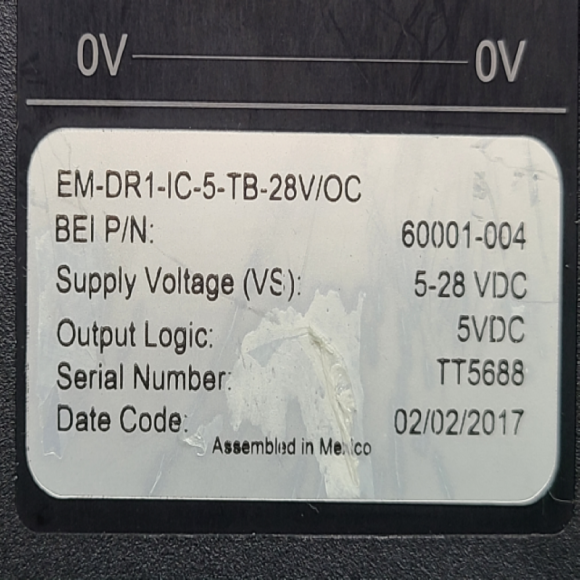 0V 0V
EM-DR1-IC-5-TB-28V/OC
BEI P/N: 60001-004
Supply Voltage (VS): 5-28 VDC
Output Logic: 5VDC
Serial Number: TT5688
Date Code: 02/02/2017
Assembled in Mexico